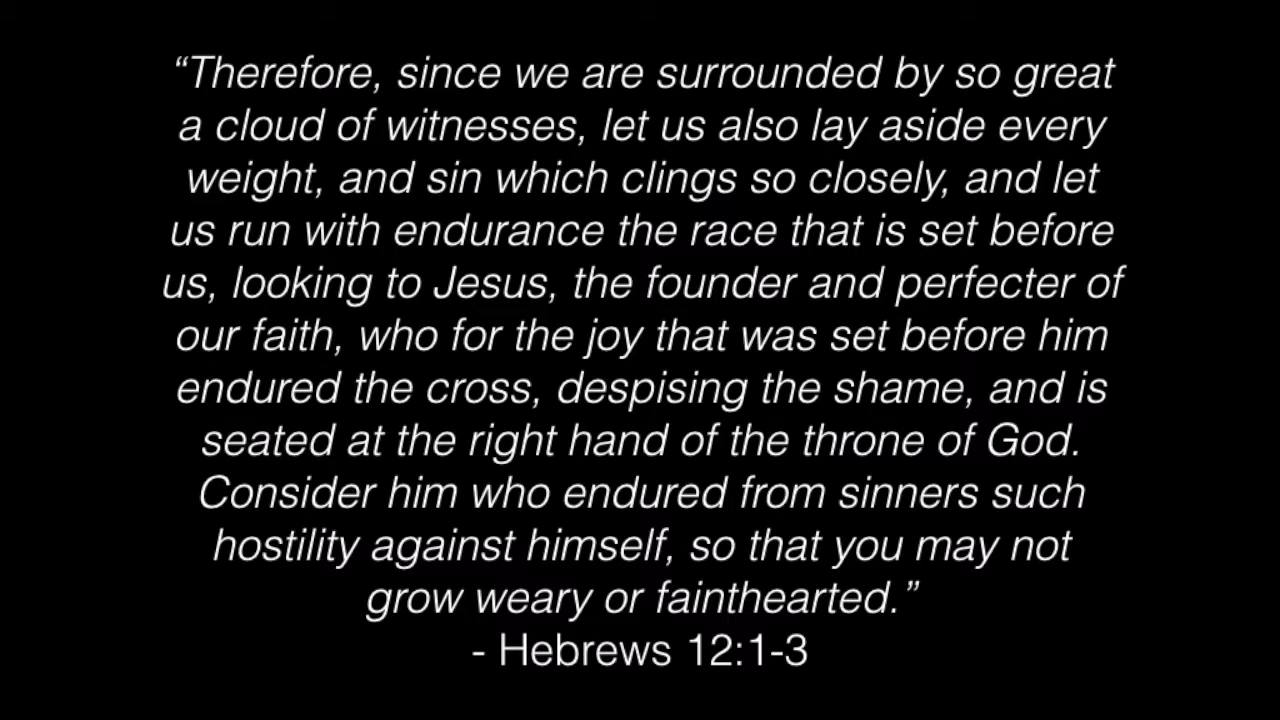 “Therefore, since we are surrounded by so great
a cloud of witnesses, let us also lay aside every
weight, and sin which clings so closely, and let
us run with endurance the race that is set before
us, looking to Jesus, the founder and perfecter of
our faith, who for the joy that was set before him
endured the cross, despising the shame, and is
seated at the right hand of the throne of God.
Consider him who endured from sinners such
hostility against himself, so that you may not
grow weary or fainthearted.”
- Hebrews 12:1-3